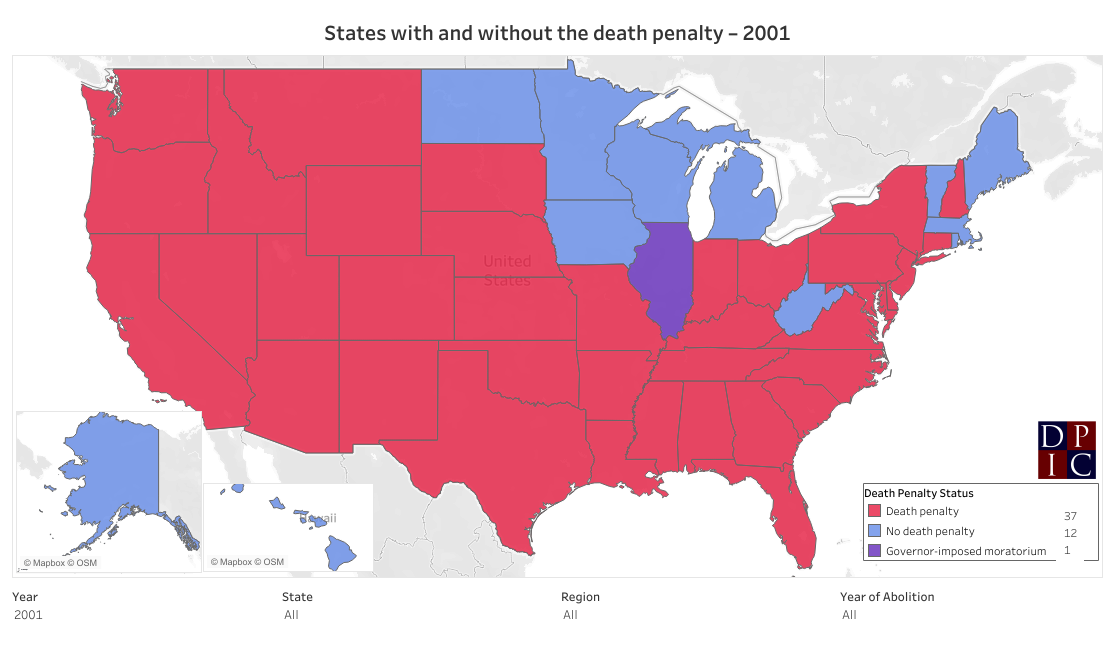 States with and without the death penalty – 2001
United
States
Hawaii
© Mapbox © OSM
© Mapbox © OSM
D P
I C
Death Penalty Status
Death penalty 37
No death penalty 12
Governor-imposed moratorium 1
Year State Region Year of Abolition
2001 All All All